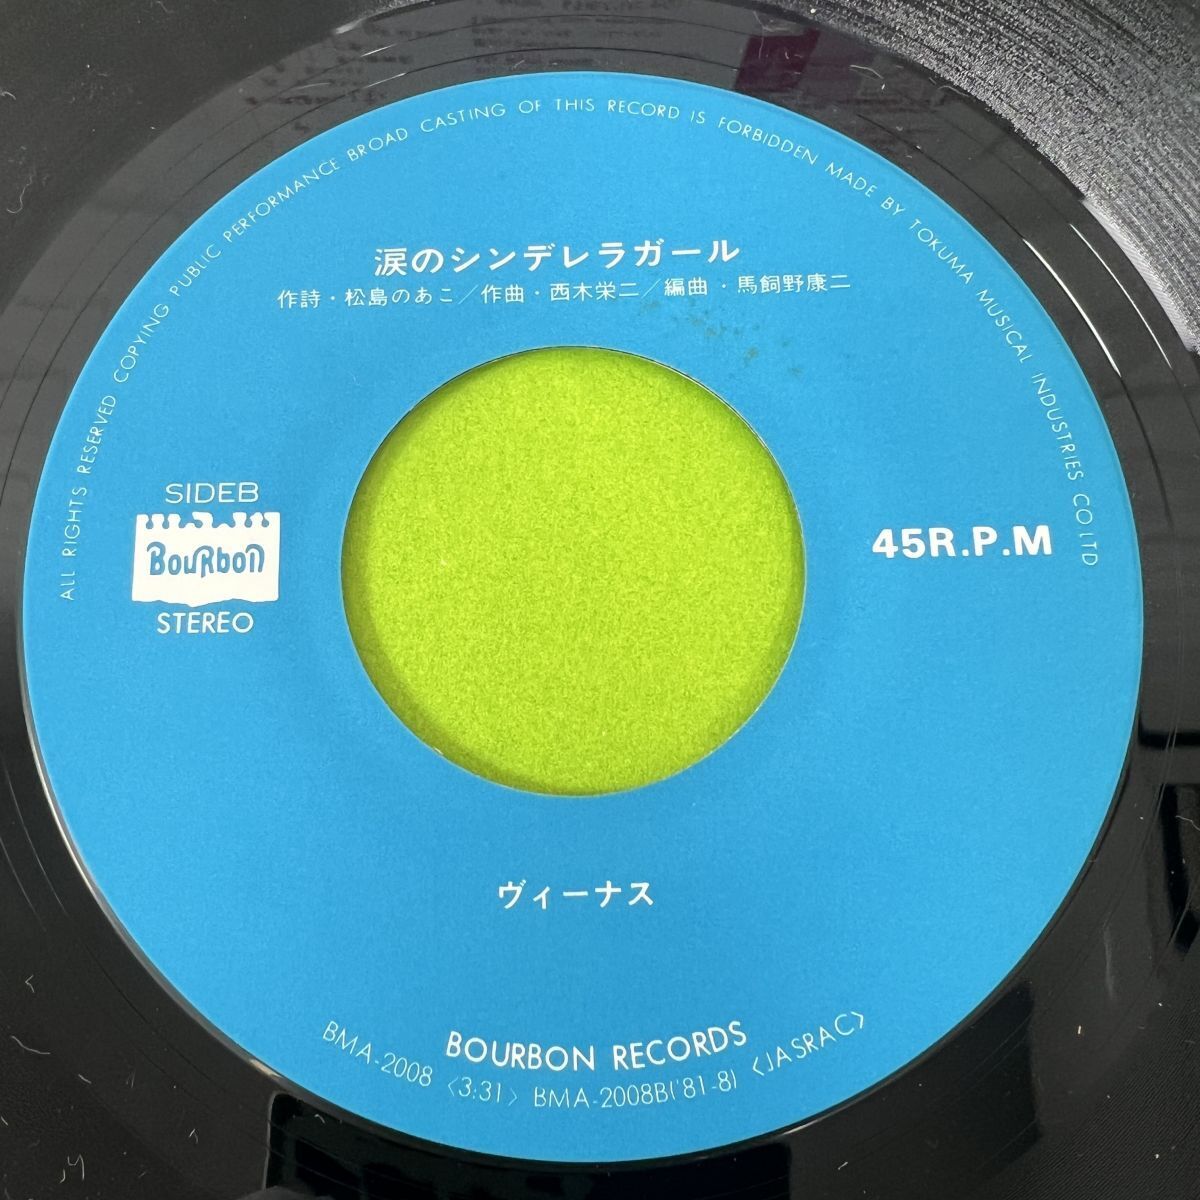 ALL RIGHTS RESERVED COPYING PUBLIC PERFORMANCE BROAD CASTING OF THIS RECORD IS FORBIDDEN MADE BY TOKUMA MUSICAL INDUSTRIES CO.LTD
涙のシンデレラガール
作詩・松島のあこ／作曲・西木栄二／編曲・馬飼野康二
SIDEB
BouRboN
STEREO
45R.P.M
ヴィーナス
BOURBON RECORDS
BMA-2008 〈3:31〉 BMA-2008B('81-8) 〈JASRAC〉